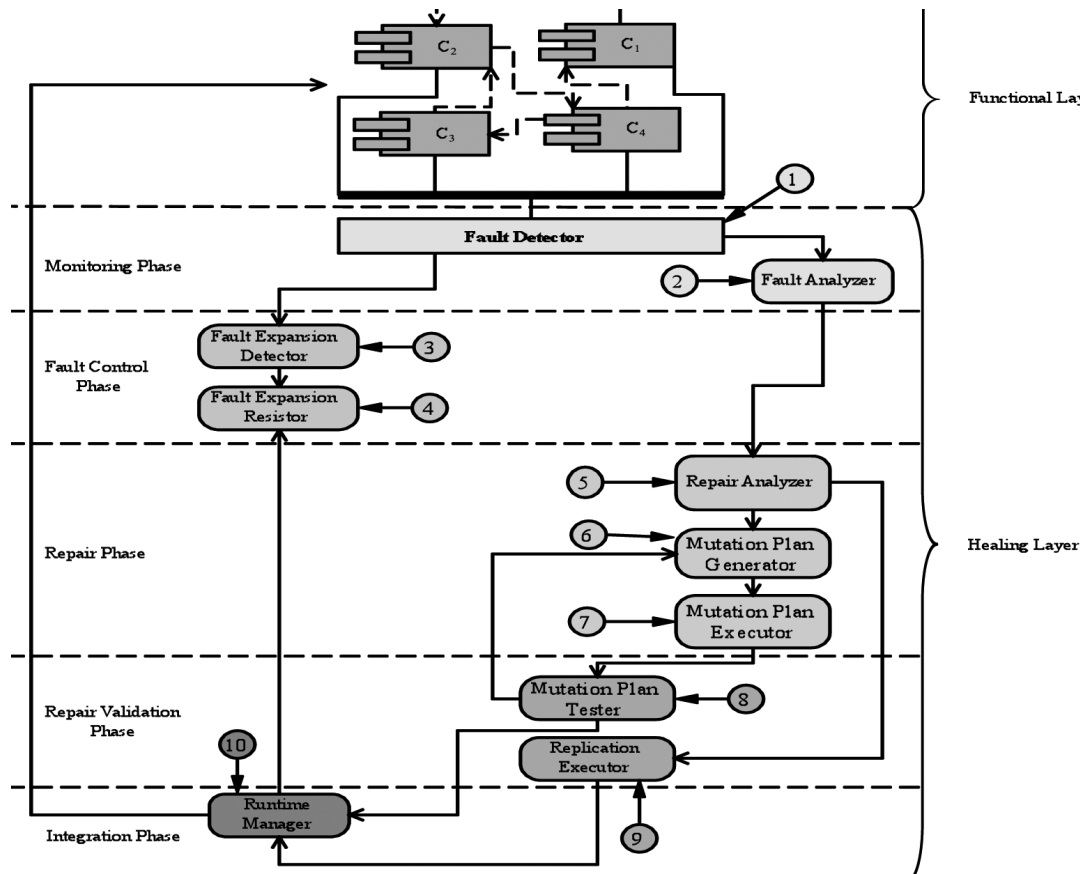 C2
C1
C3
C4
Functional Lay
1
Fault Detector
Monitoring Phase
2
Fault Analyzer
Fault Expansion
Detector
3
Fault Control
Phase
Fault Expansion
Resistor
4
5
Repair Analyzer
6
Mutation Plan
Generator
Repair Phase
Healing Layer
7
Mutation Plan
Executor
Mutation Plan
Tester
8
Repair Validation
Phase
10
Replication
Executor
Runtime
Manager
Integration Phase
9